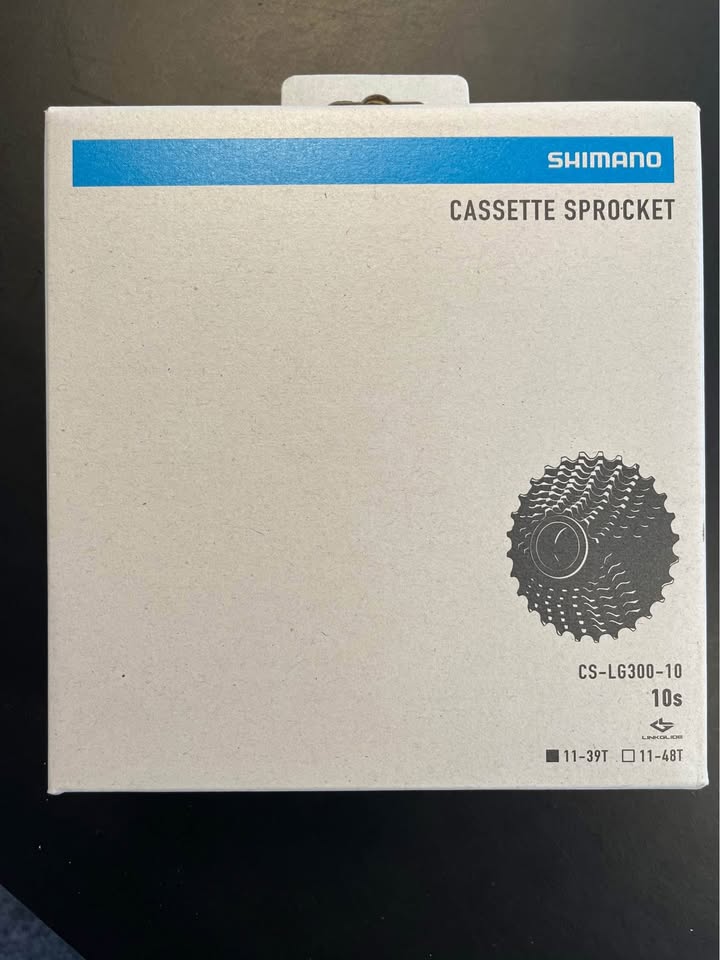 SHIMANO
CASSETTE SPROCKET
CS-LG300-10
10s
LINKGLIDE
■ 11-39T □ 11-48T